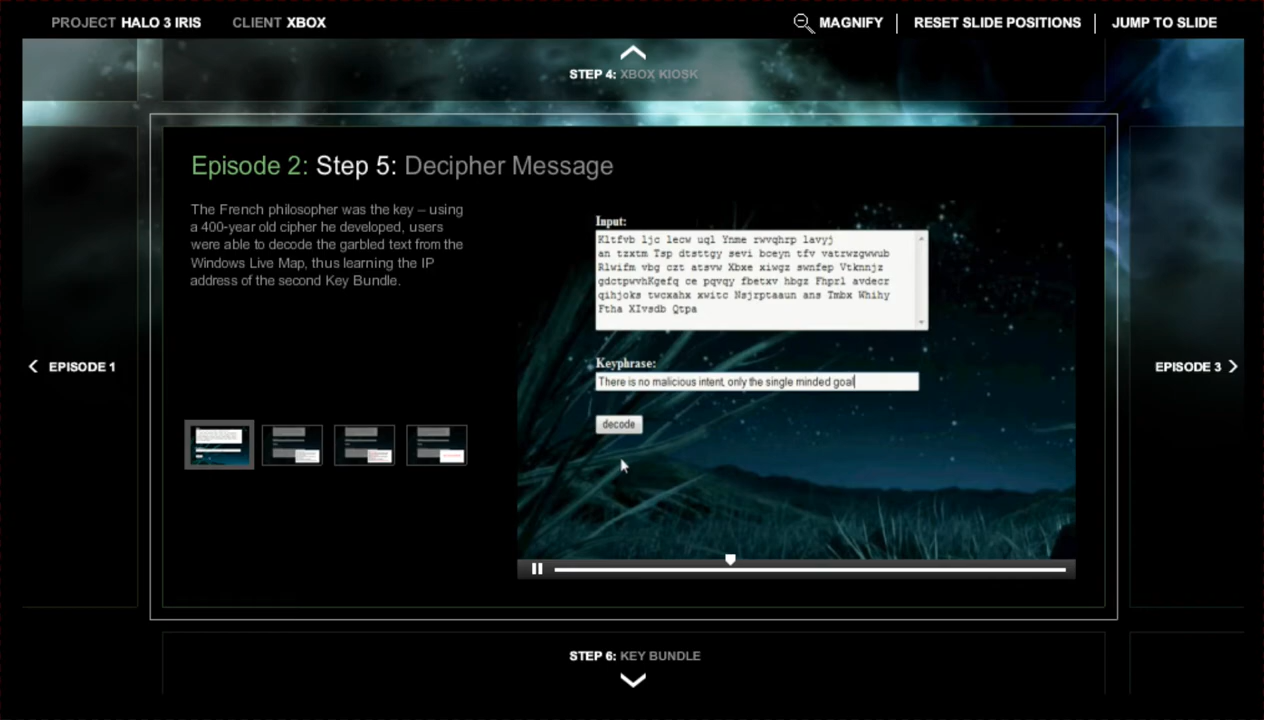 PROJECT HALO 3 IRIS CLIENT XBOX MAGNIFY RESET SLIDE POSITIONS JUMP TO SLIDE
STEP 4: XBOX KIOSK
Episode 2: Step 5: Decipher Message
The French philosopher was the key – using
a 400-year old cipher he developed, users
were able to decode the garbled text from the
Windows Live Map, thus learning the IP
address of the second Key Bundle.
Input:
Kltfvb ljc lecw uql Ynme rwvqhrp lavyj
an tzxtm Tsp dtsttgy sevi bceyn tfv vatrwzgwwub
Rlwifm vbg czt atsvw Xbxe xiwgz swnfep Vtknnjz
gdctpwvhKgefq ce pqvqy fbetxv hbgz Fhprl avdecr
qihjoks twcxahx xwitc Nsjrptaaun ans Tmbx Whihy
Ftha XIvsdb Qtpa
Keyphrase:
There is no malicious intent, only the single minded goal
decode
EPISODE 1
EPISODE 3
STEP 6: KEY BUNDLE